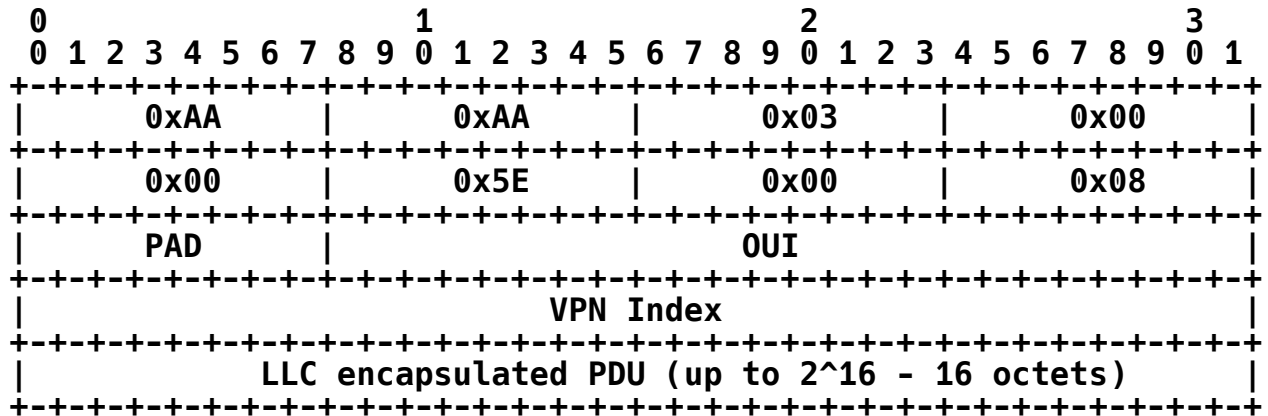 0                   1                   2                   3
 0 1 2 3 4 5 6 7 8 9 0 1 2 3 4 5 6 7 8 9 0 1 2 3 4 5 6 7 8 9 0 1
+-+-+-+-+-+-+-+-+-+-+-+-+-+-+-+-+-+-+-+-+-+-+-+-+-+-+-+-+-+-+-+-+
|      0xAA     |      0xAA     |      0x03     |      0x00     |
+-+-+-+-+-+-+-+-+-+-+-+-+-+-+-+-+-+-+-+-+-+-+-+-+-+-+-+-+-+-+-+-+
|      0x00     |      0x5E     |      0x00     |      0x08     |
+-+-+-+-+-+-+-+-+-+-+-+-+-+-+-+-+-+-+-+-+-+-+-+-+-+-+-+-+-+-+-+-+
|      PAD      |                     OUI                       |
+-+-+-+-+-+-+-+-+-+-+-+-+-+-+-+-+-+-+-+-+-+-+-+-+-+-+-+-+-+-+-+-+
|                           VPN Index                           |
+-+-+-+-+-+-+-+-+-+-+-+-+-+-+-+-+-+-+-+-+-+-+-+-+-+-+-+-+-+-+-+-+
|            LLC encapsulated PDU (up to 2^16 - 16 octets)      |
+-+-+-+-+-+-+-+-+-+-+-+-+-+-+-+-+-+-+-+-+-+-+-+-+-+-+-+-+-+-+-+-+